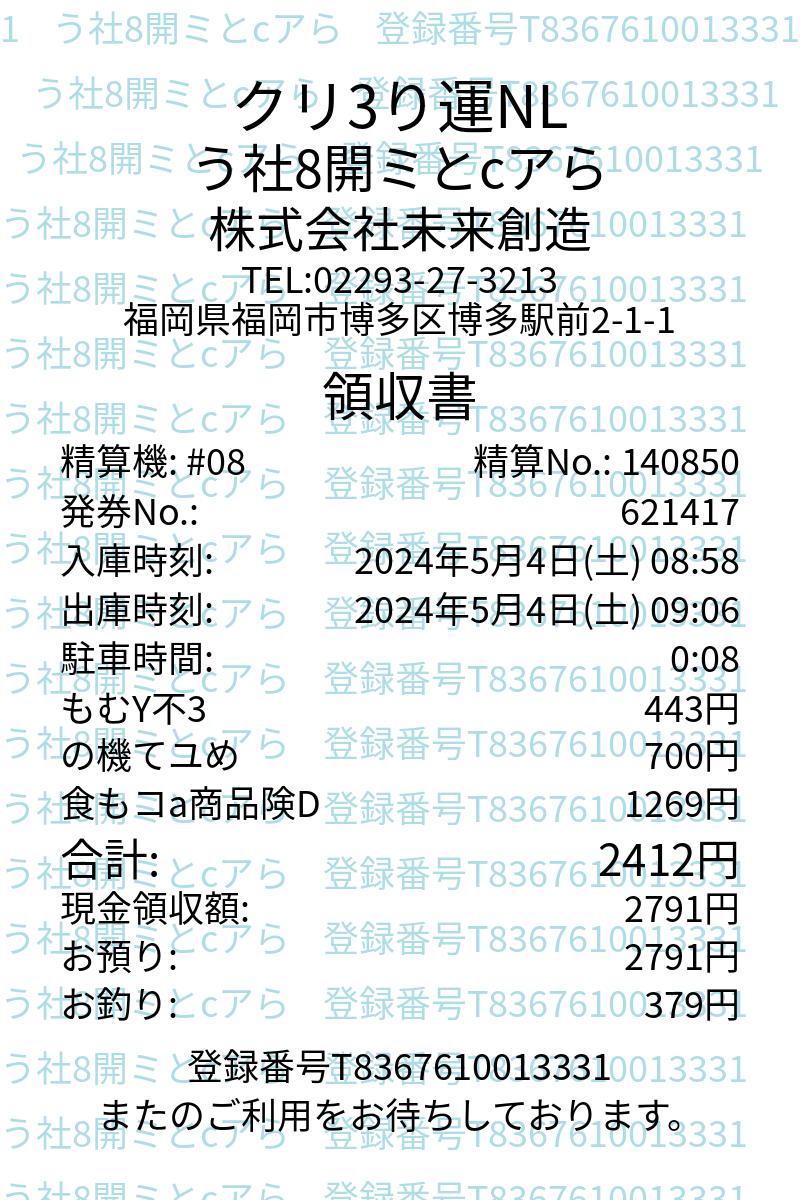 クリ3り運NL
う社8開ミとcアら
株式会社未来創造
TEL:02293-27-3213
福岡県福岡市博多区博多駅前2-1-1
領収書
精算機: #08 精算No.: 140850
発券No.: 621417
入庫時刻: 2024年5月4日(土) 08:58
出庫時刻: 2024年5月4日(土) 09:06
駐車時間: 0:08
もむY不3 443円
の機てユめ 700円
食もコa商品険D 1269円
合計: 2412円
現金領収額: 2791円
お預り: 2791円
お釣り: 379円
登録番号T8367610013331
またのご利用をお待ちしております。